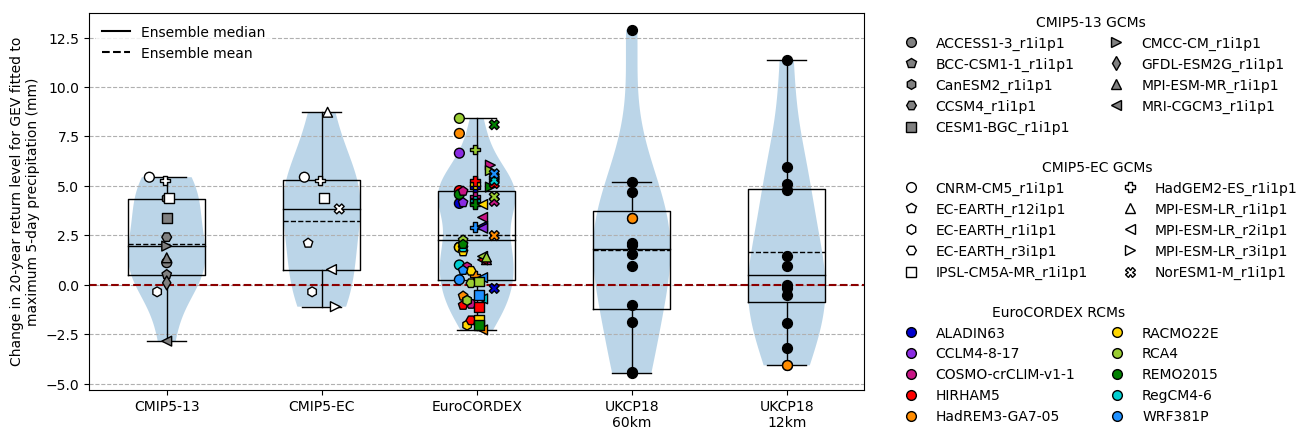 Change in 20-year return level for GEV fitted to
maximum 5-day precipitation (mm)
12.5
10.0
7.5
5.0
2.5
0.0
−2.5
−5.0
Ensemble median
Ensemble mean
CMIP5-13
CMIP5-EC
EuroCORDEX
UKCP18
60km
UKCP18
12km
CMIP5-13 GCMs
ACCESS1-3_r1i1p1
BCC-CSM1-1_r1i1p1
CanESM2_r1i1p1
CCSM4_r1i1p1
CESM1-BGC_r1i1p1
CMCC-CM_r1i1p1
GFDL-ESM2G_r1i1p1
MPI-ESM-MR_r1i1p1
MRI-CGCM3_r1i1p1
CMIP5-EC GCMs
CNRM-CM5_r1i1p1
EC-EARTH_r12i1p1
EC-EARTH_r1i1p1
EC-EARTH_r3i1p1
IPSL-CM5A-MR_r1i1p1
HadGEM2-ES_r1i1p1
MPI-ESM-LR_r1i1p1
MPI-ESM-LR_r2i1p1
MPI-ESM-LR_r3i1p1
NorESM1-M_r1i1p1
EuroCORDEX RCMs
ALADIN63
CCLM4-8-17
COSMO-crCLIM-v1-1
HIRHAM5
HadREM3-GA7-05
RACMO22E
RCA4
REMO2015
RegCM4-6
WRF381P